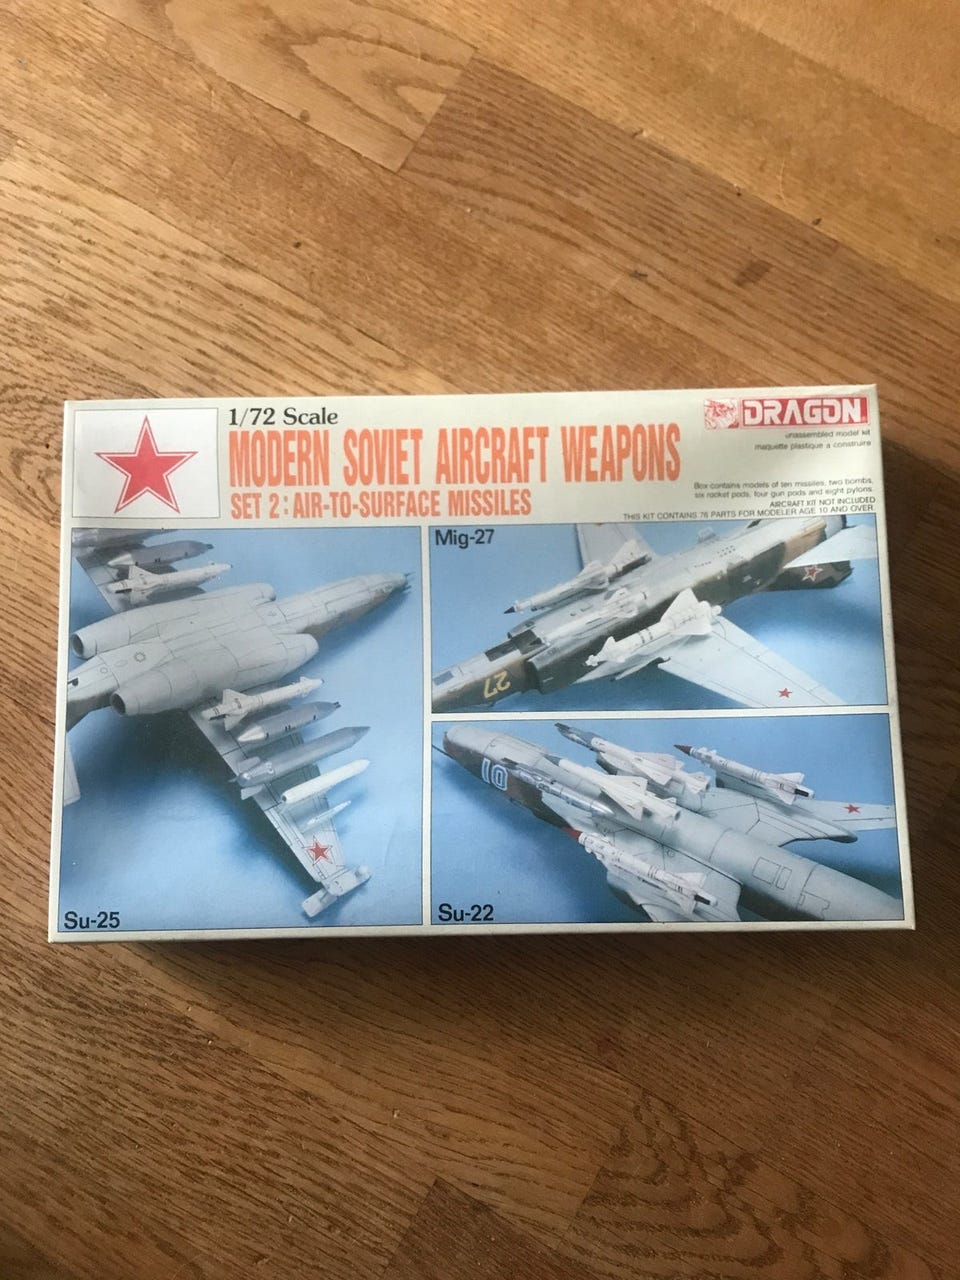 1/72 Scale
MODERN SOVIET AIRCRAFT WEAPONS
SET 2: AIR-TO-SURFACE MISSILES
DRAGON
unassembled model kit
maquette plastique a construire
Box contains models of ten missiles, two bombs,
six rocket pods, four gun pods and eight pylons.
AIRCRAFT KIT NOT INCLUDED
THIS KIT CONTAINS 76 PARTS FOR MODELER AGE 10 AND OVER.
Mig-27
27
10
Su-25
Su-22